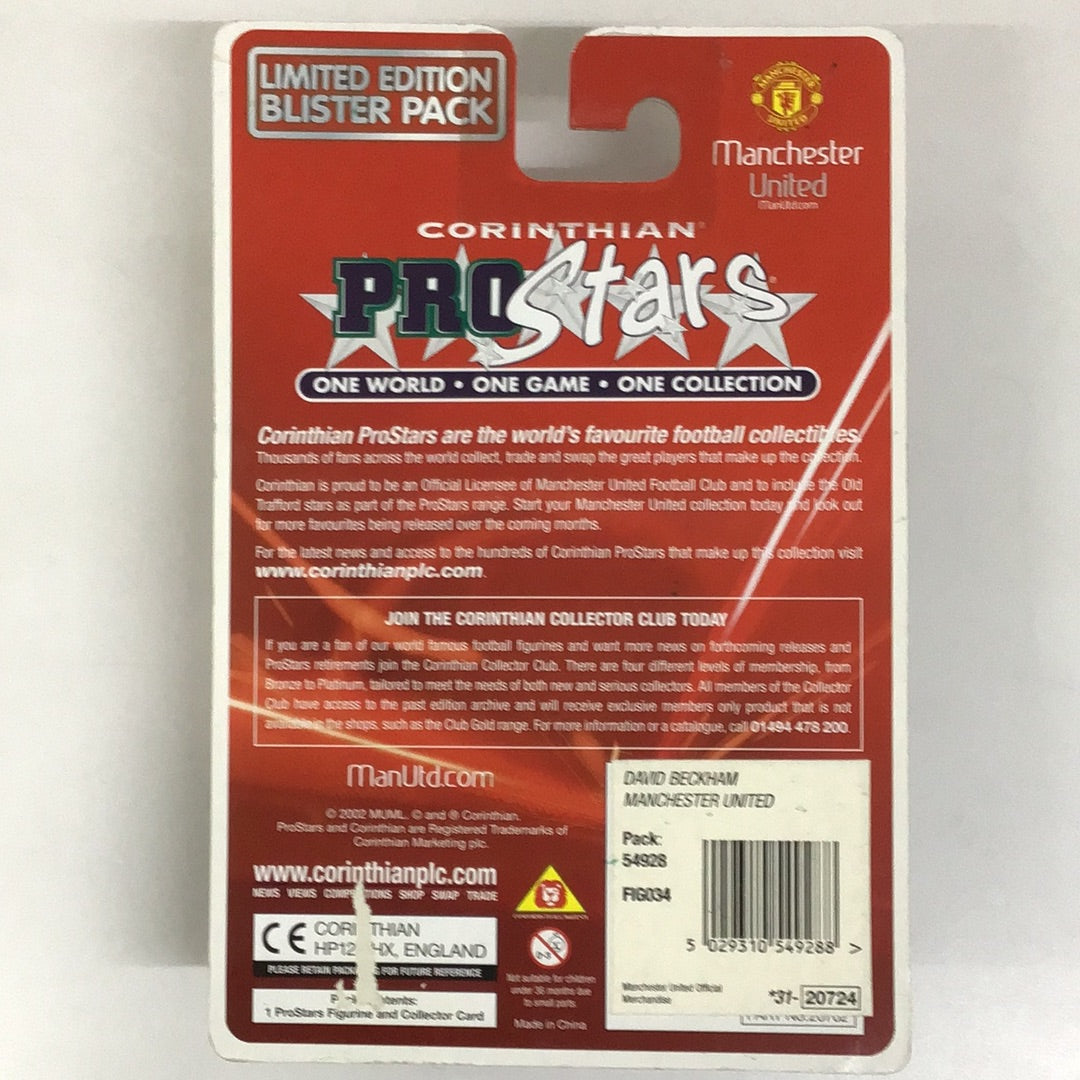 LIMITED EDITION
BLISTER PACK
MANCHESTER
UNITED
Manchester
United
ManUtd.com
CORINTHIAN®
PRO Stars
ONE WORLD • ONE GAME • ONE COLLECTION
Corinthian ProStars are the world's favourite football collectibles.
Thousands of fans across the world collect, trade and swap the great players that make up the collection.
Corinthian is proud to be an Official Licensee of Manchester United Football Club and to include the Old
Trafford stars as part of the ProStars range. Start your Manchester United collection today and look out
for more favourites being released over the coming months.
For the latest news and access to the hundreds of Corinthian ProStars that make up this collection visit
www.corinthianplc.com.
JOIN THE CORINTHIAN COLLECTOR CLUB TODAY
If you are a fan of our world famous football figurines and want more news on forthcoming releases and
ProStars retirements join the Corinthian Collector Club. There are four different levels of membership, from
Bronze to Platinum, tailored to meet the needs of both new and serious collectors. All members of the Collector
Club have access to the past edition archive and will receive exclusive members only product that is not
available in the shops, such as the Club Gold range. For more information or a catalogue, call 01494 478 200.
ManUtd.com
© 2002 MUML. © and ® Corinthian.
ProStars and Corinthian are Registered Trademarks of
Corinthian Marketing plc.
www.corinthianplc.com
NEWS VIEWS COMPETITIONS SHOP SWAP TRADE
CE CORINTHIAN
HP12 HX, ENGLAND
PLEASE RETAIN PACKAGING FOR FUTURE REFERENCE
Pack Contents:
1 ProStars Figurine and Collector Card
0-3
Not suitable for children
under 36 months due
to small parts.
Made in China
DAVID BECKHAM
MANCHESTER UNITED
Pack:
54928
FIG034
5 029310 549288 >
Manchester United Official
Merchandise
*31- 20724
PART NO:20702